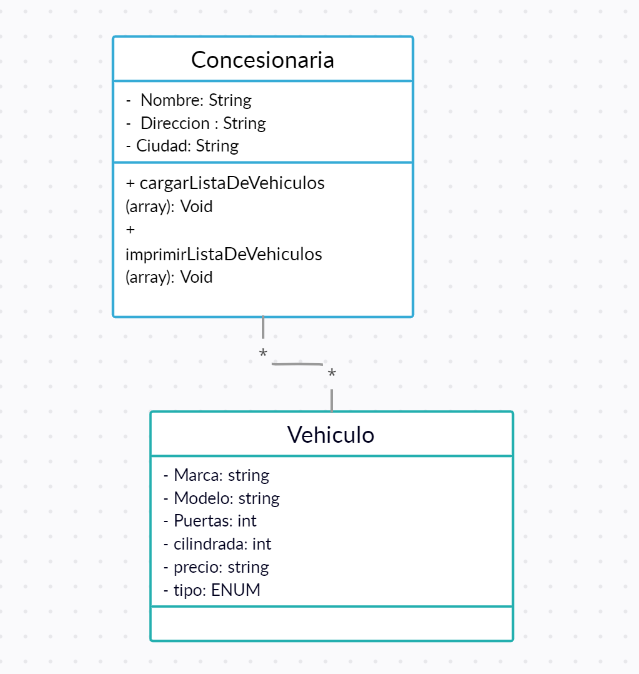 Concesionaria
- Nombre: String
- Direccion : String
- Ciudad: String
+ cargarListaDeVehiculos
(array): Void
+
imprimirListaDeVehiculos
(array): Void
*
*
Vehiculo
- Marca: string
- Modelo: string
- Puertas: int
- cilindrada: int
- precio: string
- tipo: ENUM